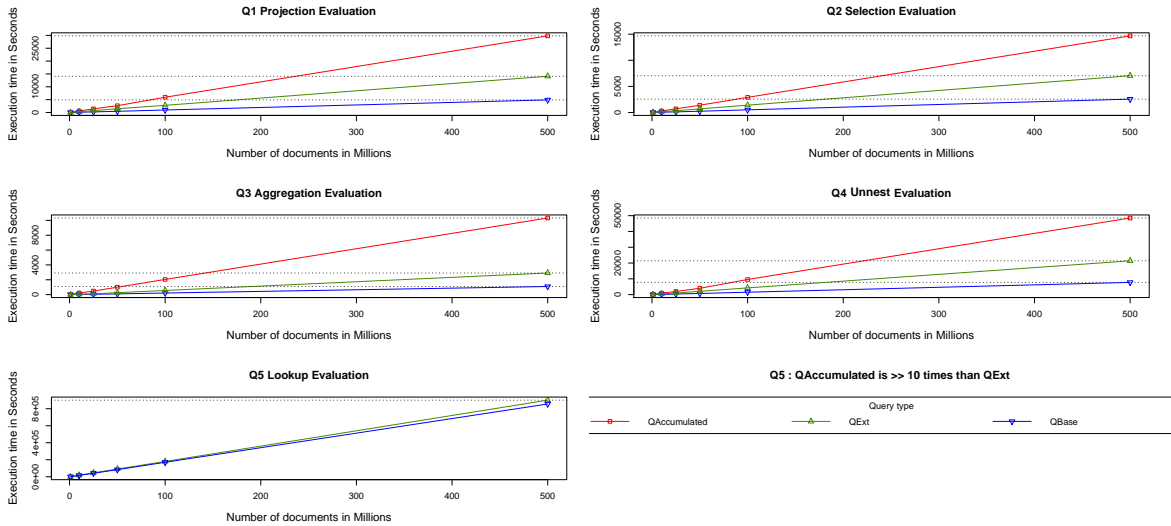 Q1 Projection Evaluation
Execution time in Seconds
0 10000 25000
0 100 200 300 400 500
Number of documents in Millions
Q2 Selection Evaluation
Execution time in Seconds
0 5000 15000
0 100 200 300 400 500
Number of documents in Millions
Q3 Aggregation Evaluation
Execution time in Seconds
0 4000 8000
0 100 200 300 400 500
Number of documents in Millions
Q4 Unnest Evaluation
Execution time in Seconds
0 20000 50000
0 100 200 300 400 500
Number of documents in Millions
Q5 Lookup Evaluation
Execution time in Seconds
0e+00 4e+05 8e+05
0 100 200 300 400 500
Number of documents in Millions
Q5 : QAccumulated is >> 10 times than QExt
Query type
QAccumulated QExt QBase